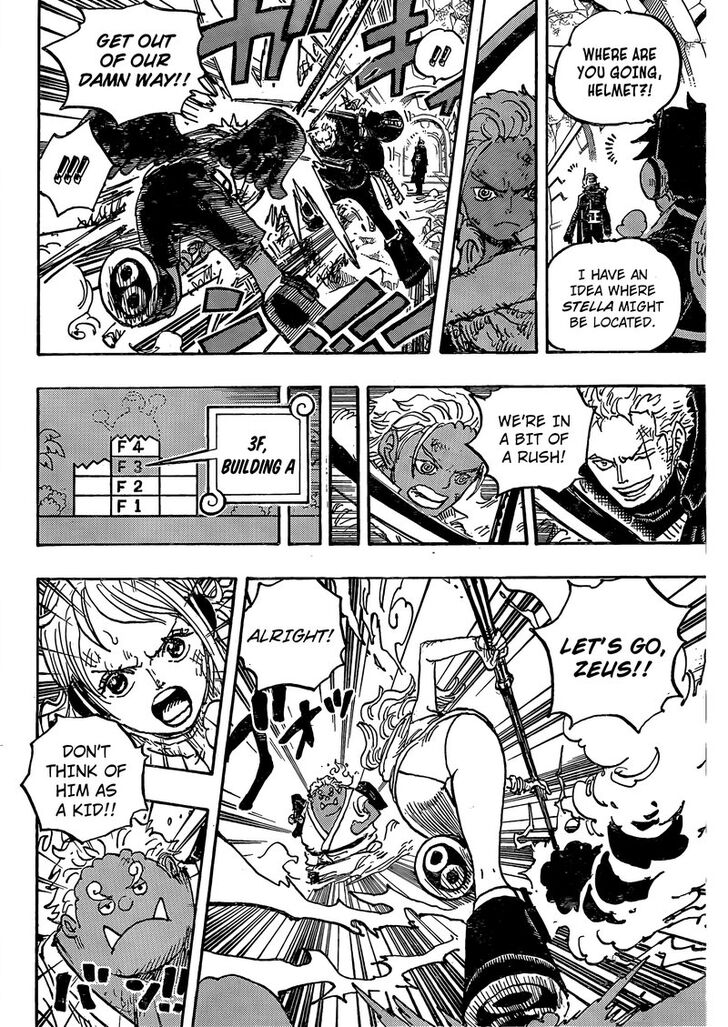 WHERE ARE
YOU GOING,
HELMET?!
I HAVE AN
IDEA WHERE
STELLA MIGHT
BE LOCATED.
!!
GET OUT
OF OUR
DAMN WAY!!
!!!
WE'RE IN
A BIT OF
A RUSH!
3F,
BUILDING A
F 4
F 3
F 2
F 1
LET'S GO,
ZEUS!!
ALRIGHT!
DON'T
THINK OF
HIM AS
A KID!!
バン!!